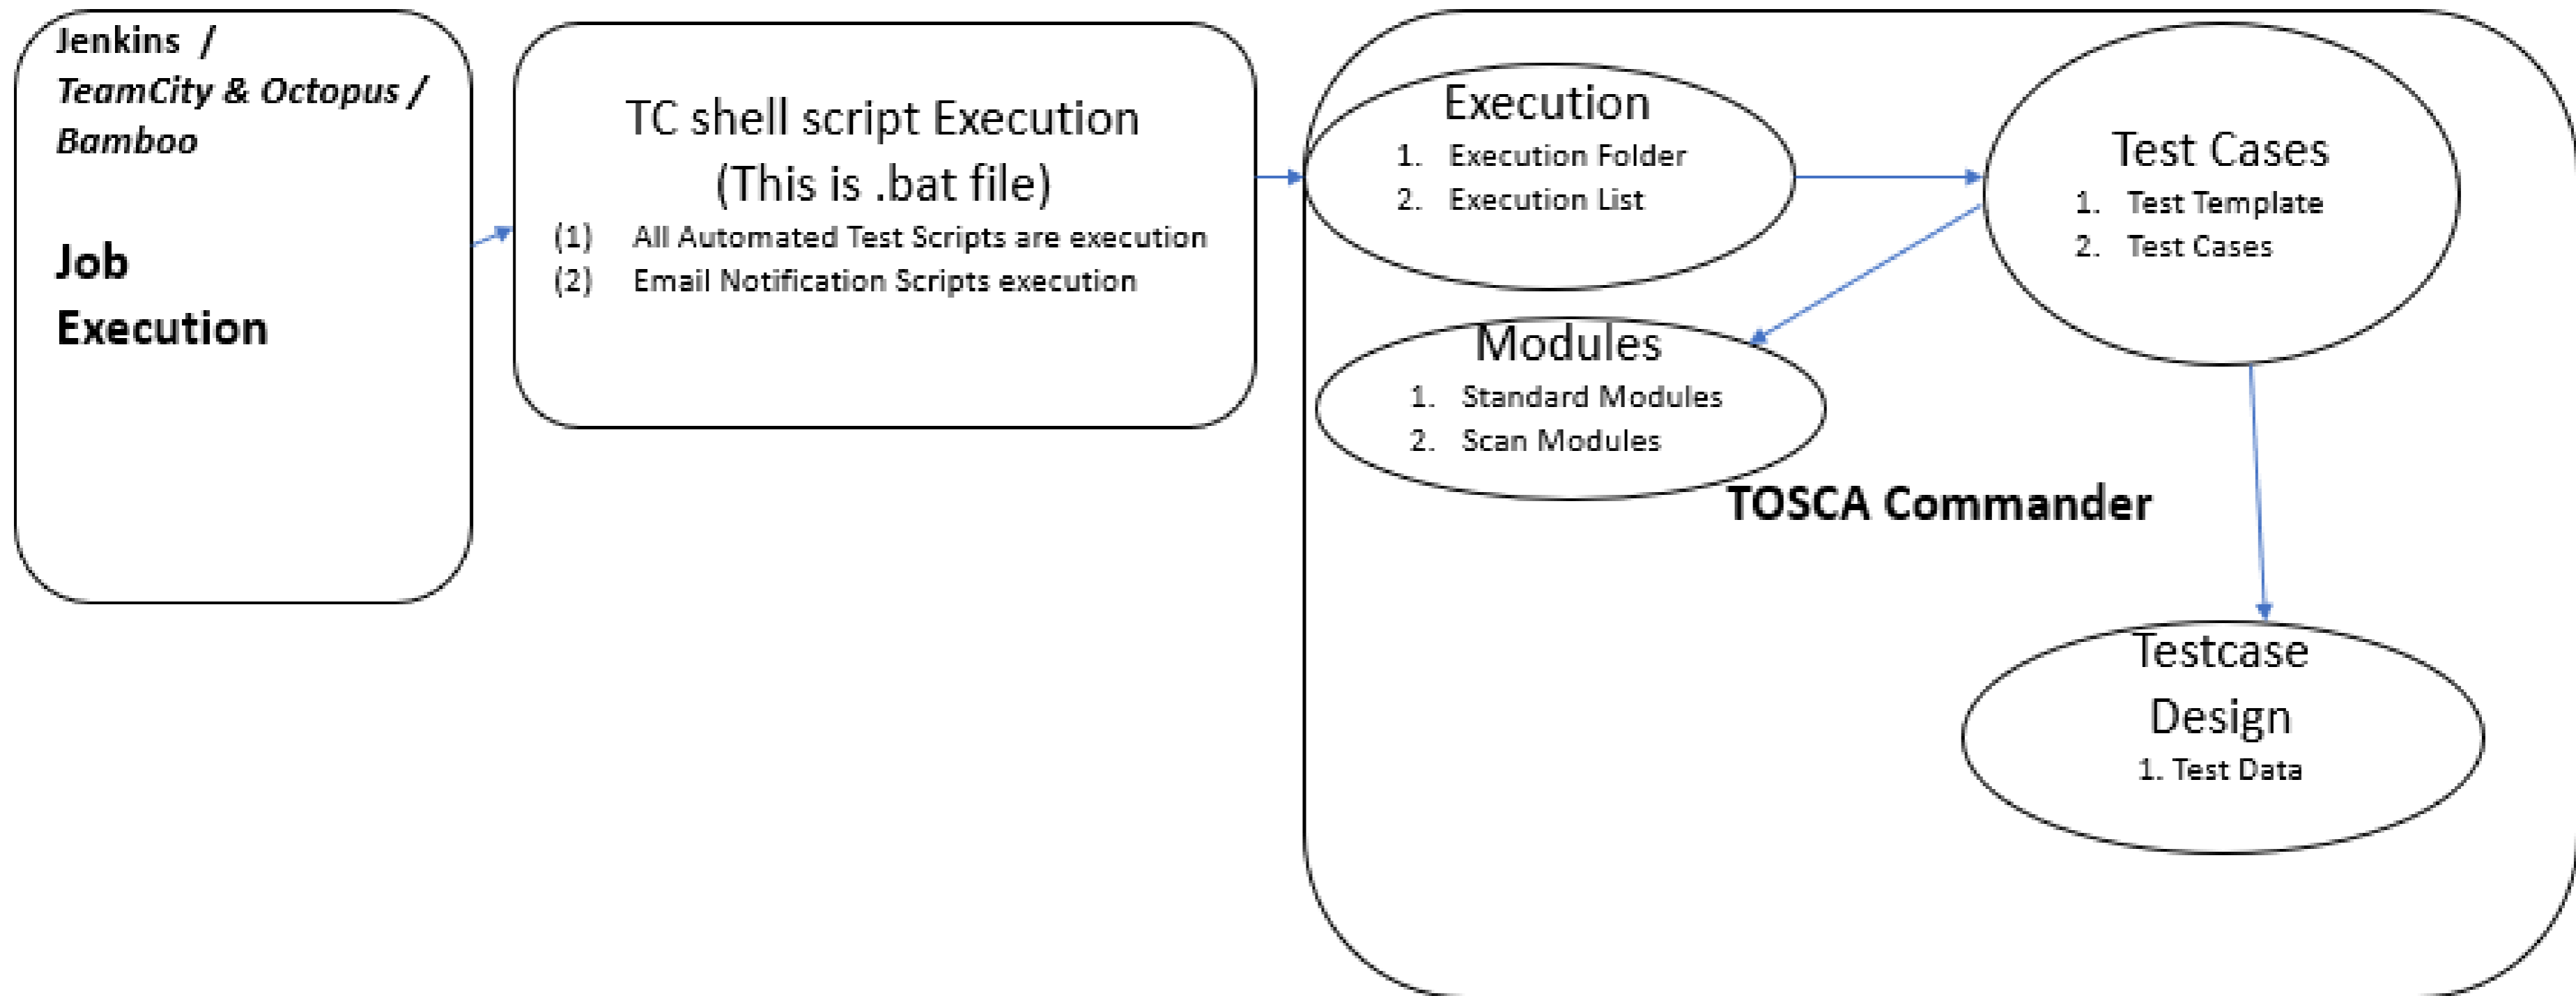 Jenkins /
TeamCity & Octopus /
Bamboo
Job
Execution
TC shell script Execution
(This is .bat file)
(1) All Automated Test Scripts are execution
(2) Email Notification Scripts execution
Execution
1. Execution Folder
2. Execution List
Test Cases
1. Test Template
2. Test Cases
Modules
1. Standard Modules
2. Scan Modules
TOSCA Commander
Testcase
Design
1. Test Data